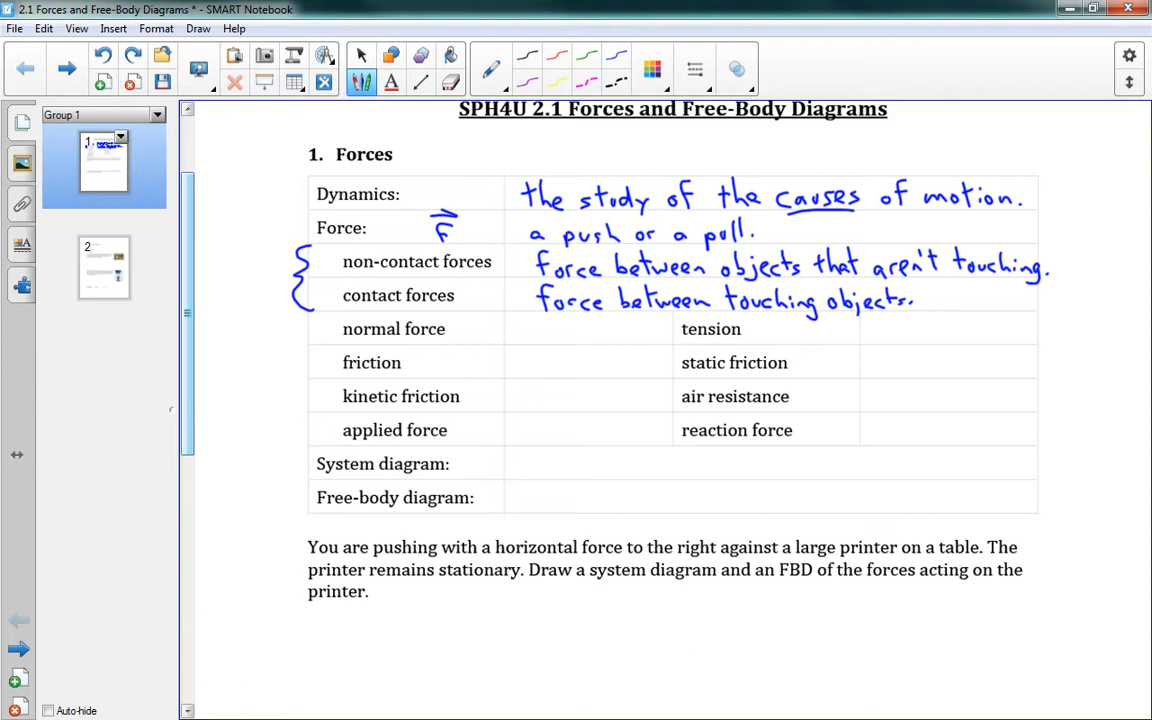 2.1 Forces and Free-Body Diagrams * - SMART Notebook
File Edit View Insert Format Draw Help
Group 1
1
2
SPH4U 2.1 Forces and Free-Body Diagrams
1. Forces
Dynamics: the study of the causes of motion.
Force: F a push or a pull.
non-contact forces force between objects that aren't touching.
contact forces force between touching objects.
normal force tension
friction static friction
kinetic friction air resistance
applied force reaction force
System diagram:
Free-body diagram:
You are pushing with a horizontal force to the right against a large printer on a table. The
printer remains stationary. Draw a system diagram and an FBD of the forces acting on the
printer.
Auto-hide